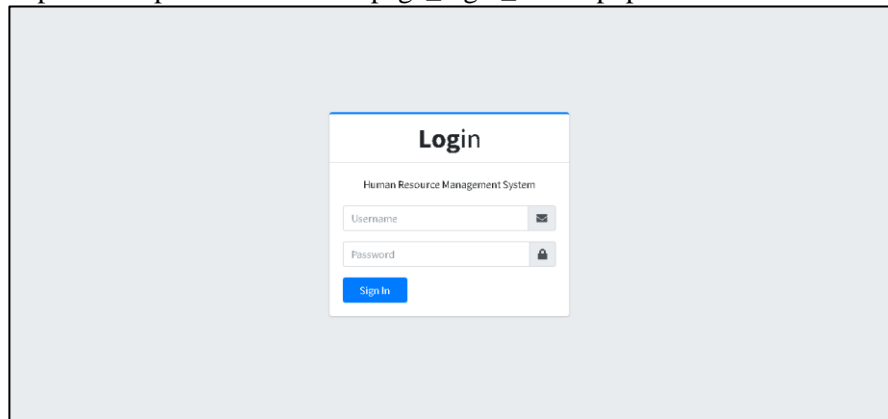 Login
Human Resource Management System
Username
Password
Sign In